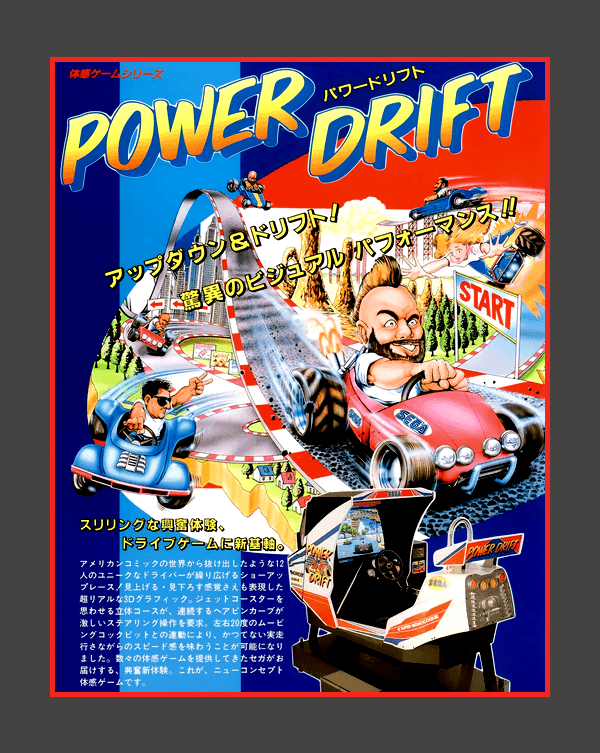 体感ゲームシリーズ
パワードリフト
POWER
DRIFT
アップダウン&ドリフト!
驚異のビジュアル パフォーマンス!!
START
SEGA
スリリングな興奮体験、
ドライブゲームに新基軸。
アメリカンコミックの世界から抜け出したような12
人のユニークなドライバーが繰り広げるショーアッ
プレース!見上げる・見下ろす感覚さえも表現した
超リアルな3Dグラフィック。ジェットコースターを
思わせる立体コースが、連続するヘアピンカーブが
激しいステアリング操作を要求。左右20度のムービ
ングコックピットとの連動により、かつてない実走
行さながらのスピード感を味わうことが可能になり
ました。数々の体感ゲームを提供してきたセガがお
届けする、興奮新体験。これが、ニューコンセプト
体感ゲームです。
SEGA
POWER
DRIFT
POWER DRIFT
SEGA